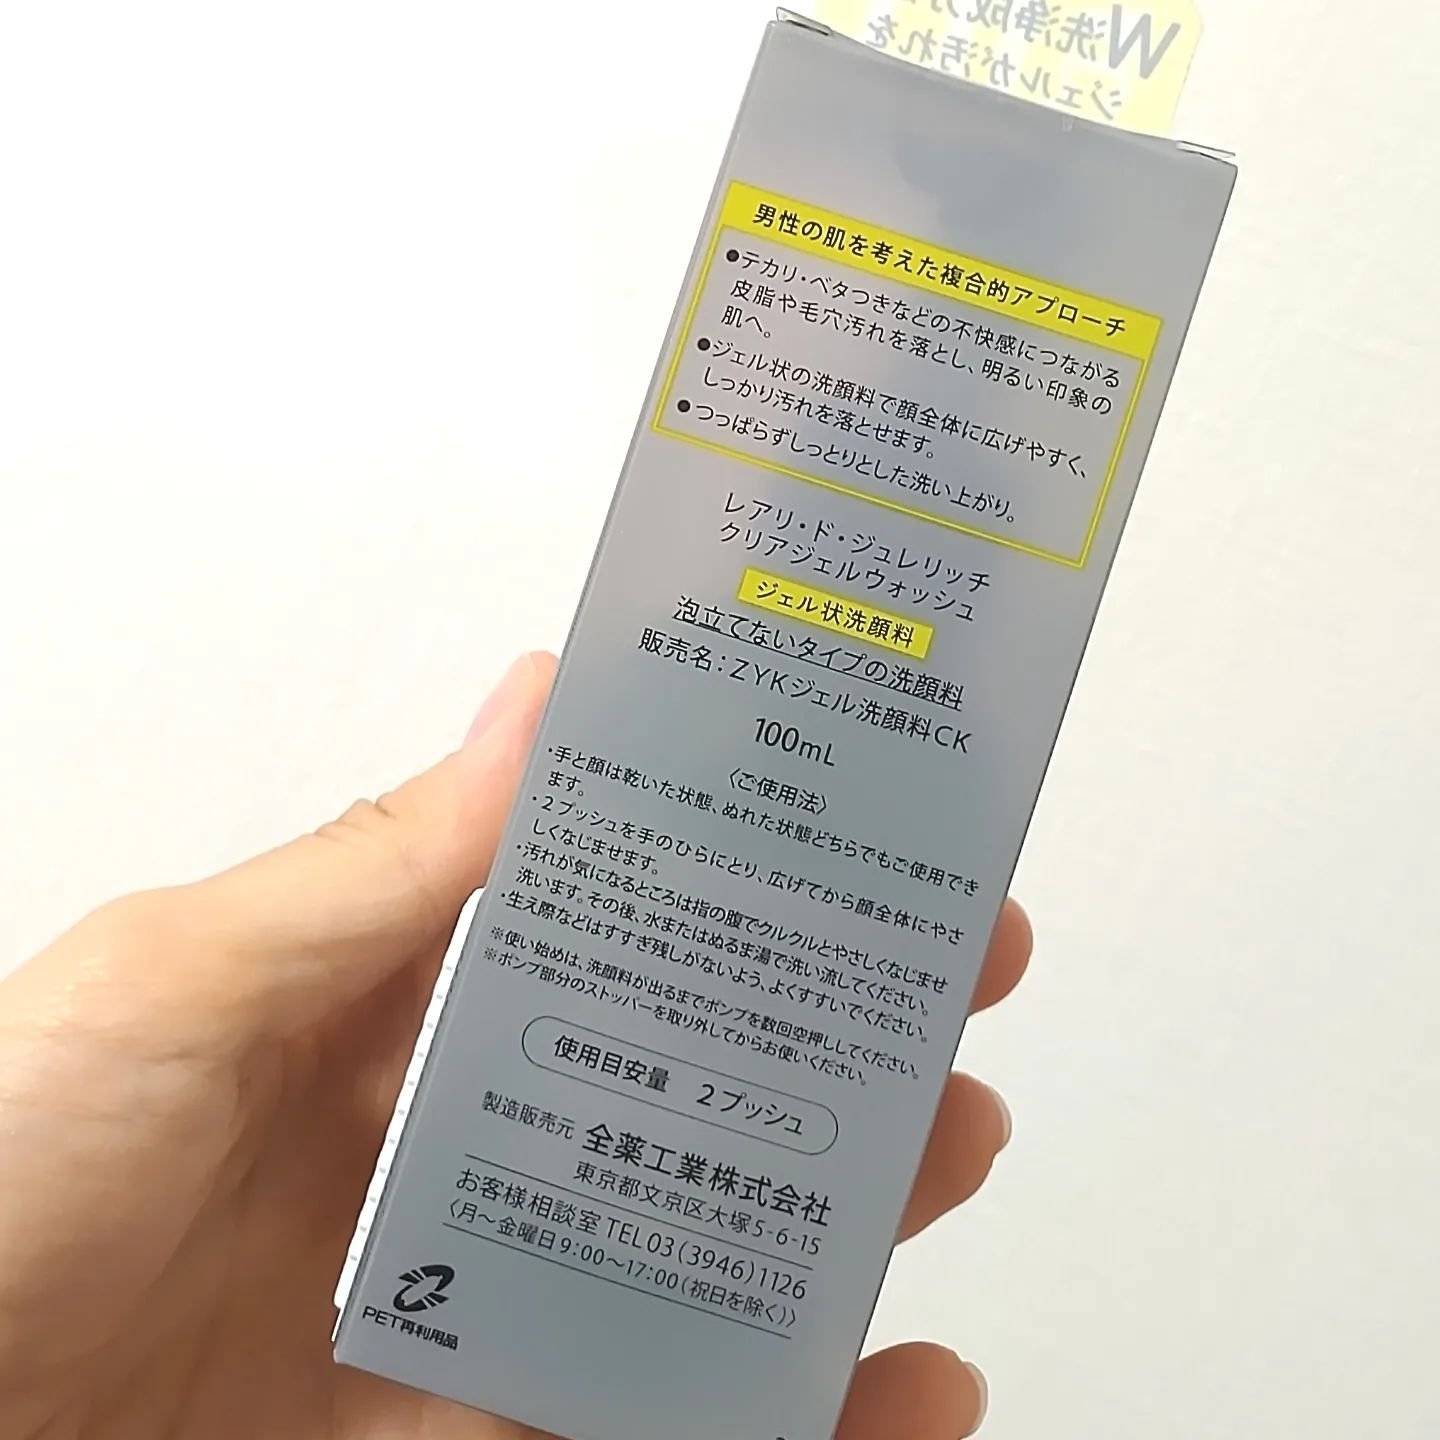 W洗浄成分
ジェルが汚れを
男性の肌を考えた複合的アプローチ
●テカリ・ベタつきなどの不快感につながる
皮脂や毛穴汚れを落とし、明るい印象の
肌へ。
●ジェル状の洗顔料で顔全体に広げやすく、
しっかり汚れを落とせます。
●つっぱらずしっとりとした洗い上がり。
レアリ・ド・ジュレリッチ
クリアジェルウォッシュ
ジェル状洗顔料
泡立てないタイプの洗顔料
販売名：ZYKジェル洗顔料CK
100mL
〈ご使用法〉
・手と顔は乾いた状態、ぬれた状態どちらでもご使用でき
ます。
・2プッシュを手のひらにとり、広げてから顔全体にやさ
しくなじませます。
・汚れが気になるところは指の腹でクルクルとやさしくなじませ
洗います。その後、水またはぬるま湯で洗い流してください。
・生え際などはすすぎ残しがないよう、よくすすいでください。
※使い始めは、洗顔料が出るまでポンプを数回空押ししてください。
※ポンプ部分のストッパーを取り外してからお使いください。
使用目安量 2プッシュ
製造販売元 全薬工業株式会社
東京都文京区大塚5-6-15
お客様相談室 TEL 03(3946)1126
〈月～金曜日9:00～17:00(祝日を除く)〉
PET再利用品